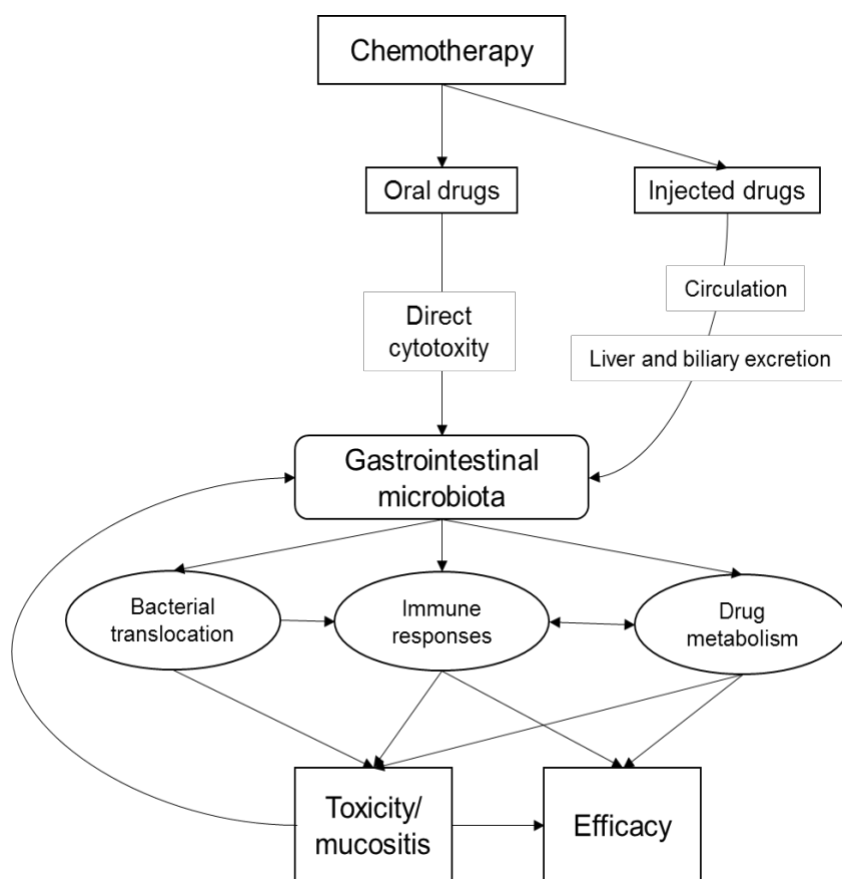 Chemotherapy
Oral drugs
Injected drugs
Circulation
Direct
cytotoxity
Liver and biliary excretion
Gastrointestinal
microbiota
Bacterial
translocation
Immune
responses
Drug
metabolism
Toxicity/
mucositis
Efficacy